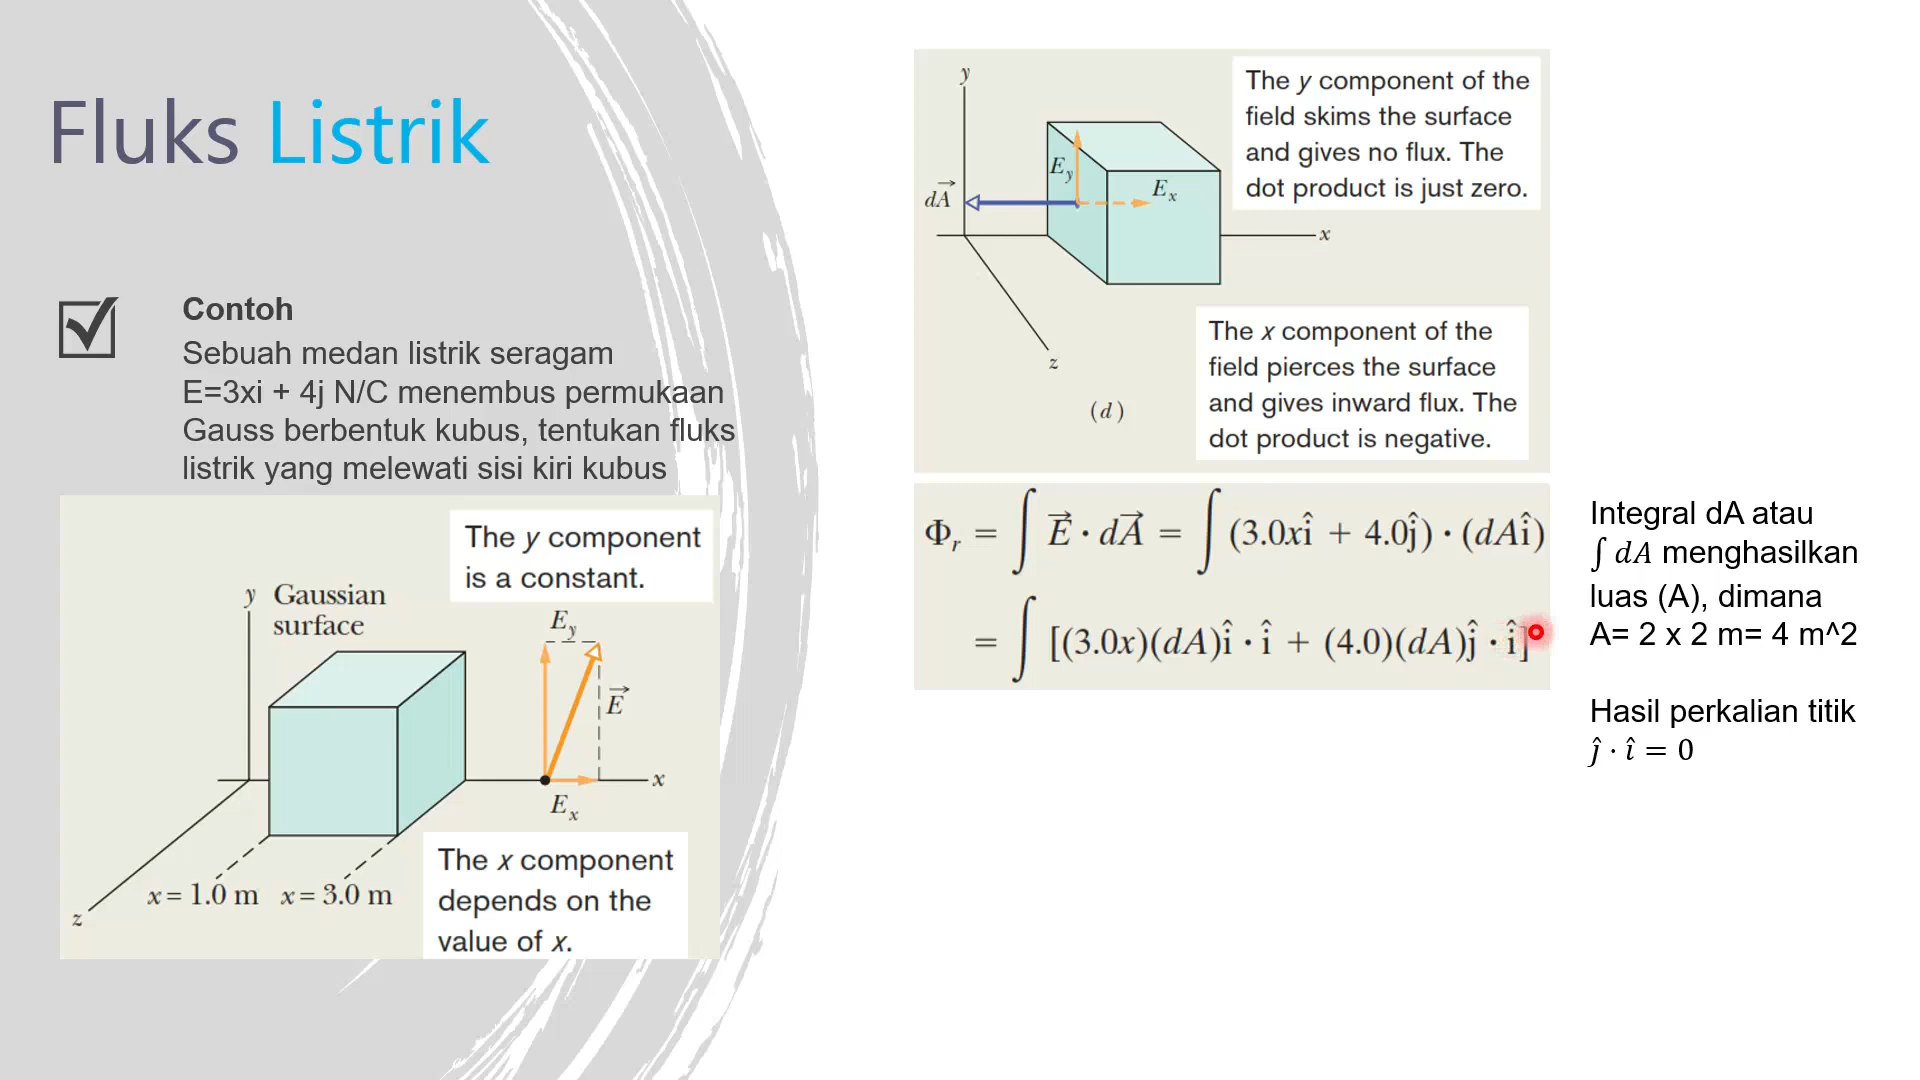 Fluks Listrik
Contoh
Sebuah medan listrik seragam
E=3xi + 4j N/C menembus permukaan
Gauss berbentuk kubus, tentukan fluks
listrik yang melewati sisi kiri kubus
The y component
is a constant.
y
Gaussian
surface
E_y
E⃗
x
E_x
x = 1.0 m
x = 3.0 m
z
The x component
depends on the
value of x.
y
The y component of the
field skims the surface
and gives no flux. The
dot product is just zero.
E_y
E_x
dA⃗
x
z
(d)
The x component of the
field pierces the surface
and gives inward flux. The
dot product is negative.
Φ_r = ∫ E⃗ · dA⃗ = ∫ (3.0xî + 4.0ĵ) · (dAî)
= ∫ [(3.0x)(dA)î · î + (4.0)(dA)ĵ · î]
Integral dA atau
∫ dA menghasilkan
luas (A), dimana
A= 2 x 2 m= 4 m^2
Hasil perkalian titik
ĵ · î = 0